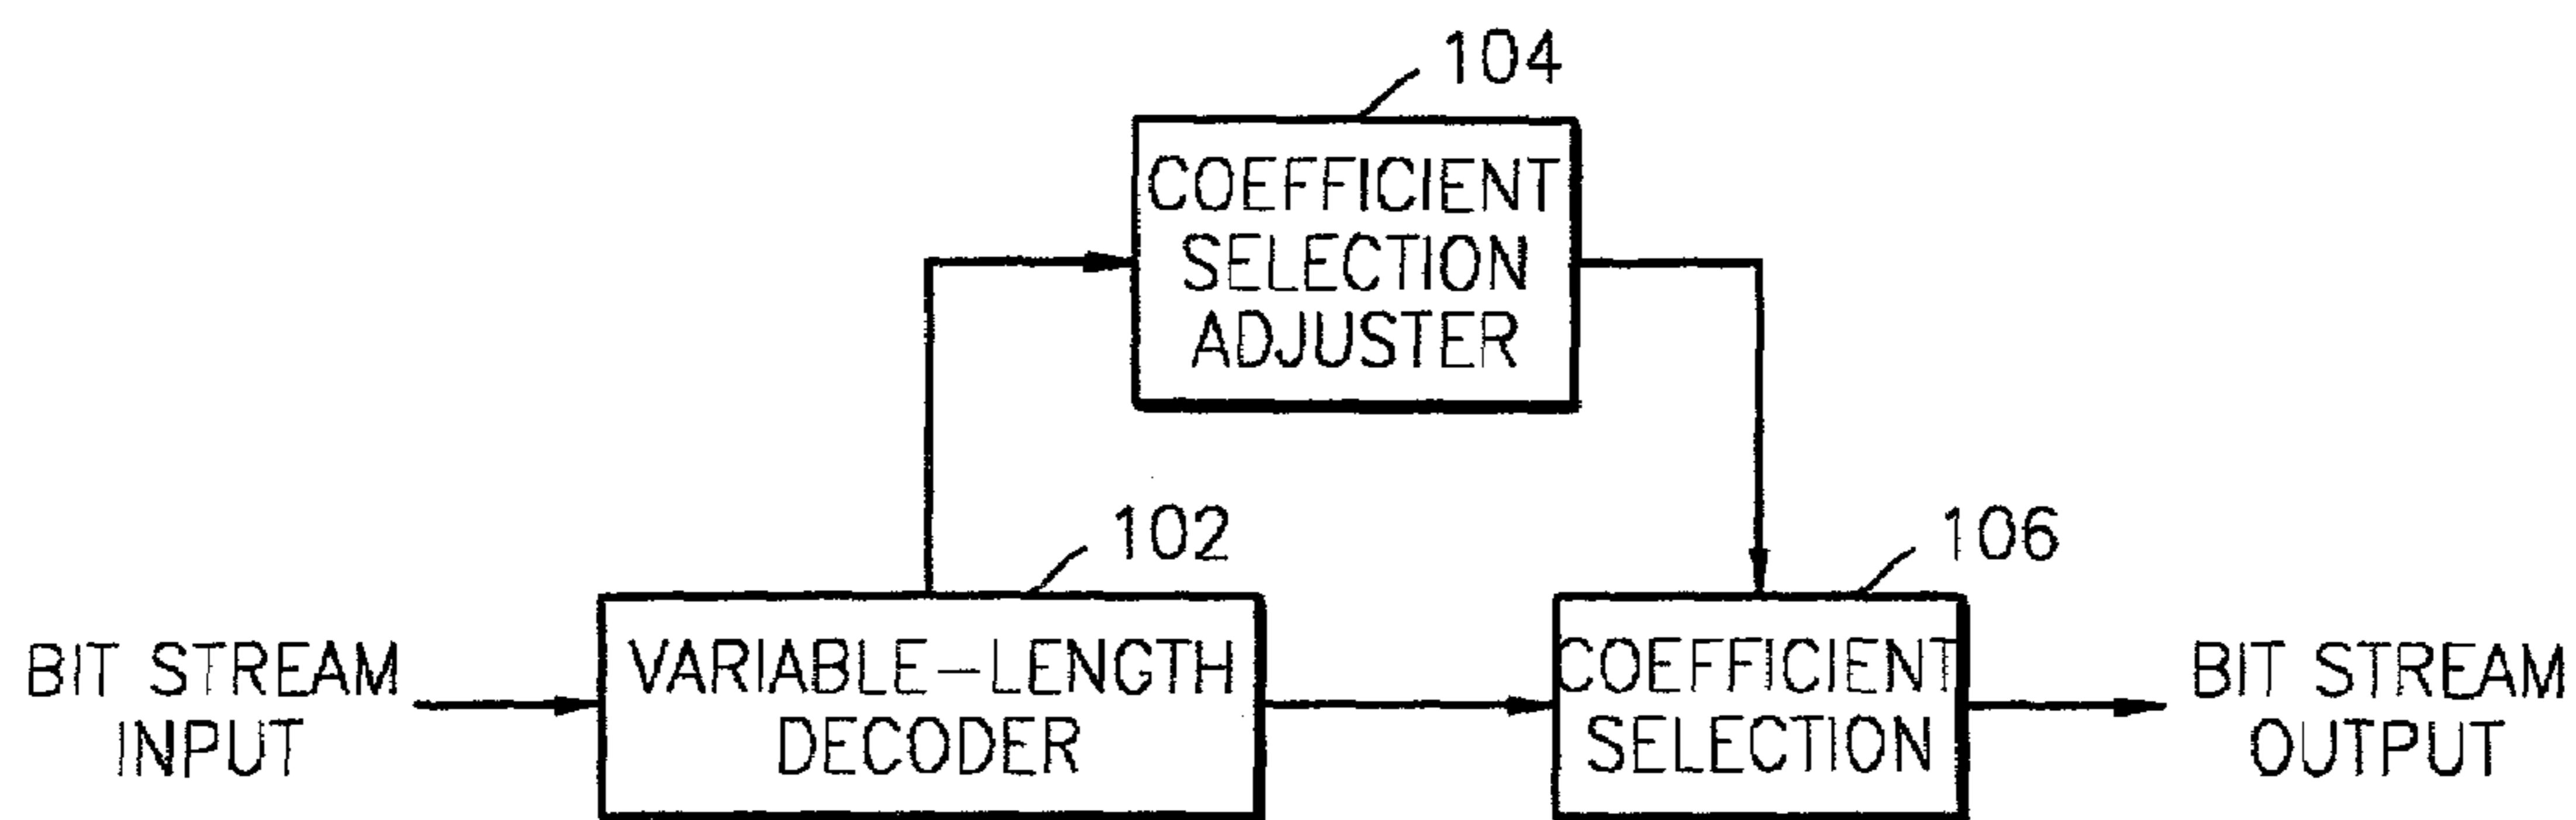 104
COEFFICIENT
SELECTION
ADJUSTER
102
106
BIT STREAM
INPUT
VARIABLE-LENGTH
DECODER
COEFFICIENT
SELECTION
BIT STREAM
OUTPUT